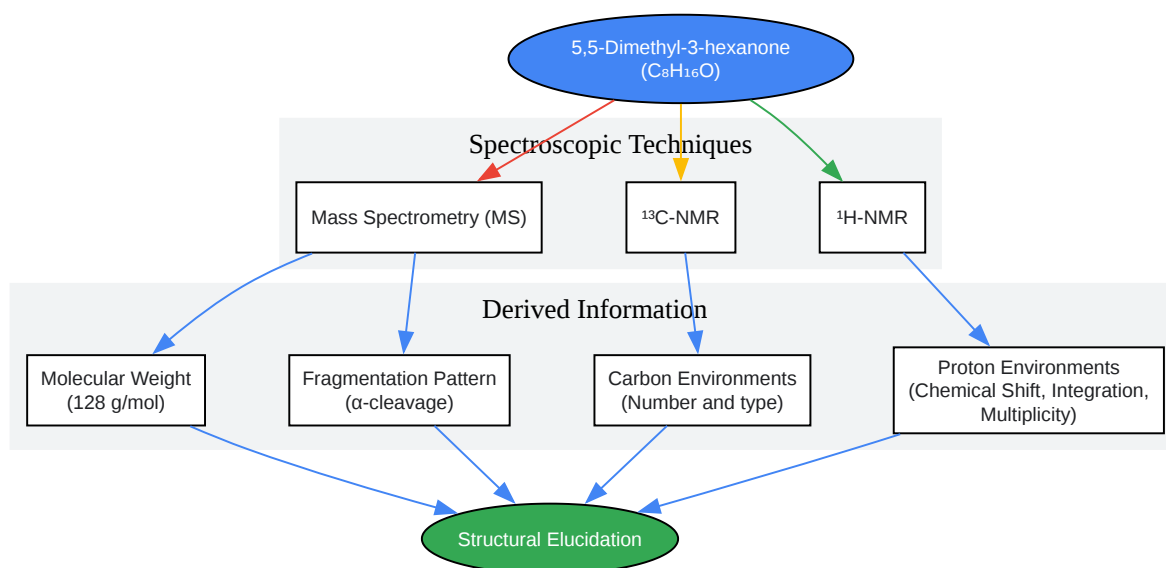 5,5-Dimethyl-3-hexanone
(C₈H₁₆O)
Spectroscopic Techniques
Mass Spectrometry (MS)
¹³C-NMR
¹H-NMR
Derived Information
Molecular Weight
(128 g/mol)
Fragmentation Pattern
(α-cleavage)
Carbon Environments
(Number and type)
Proton Environments
(Chemical Shift, Integration,
Multiplicity)
Structural Elucidation